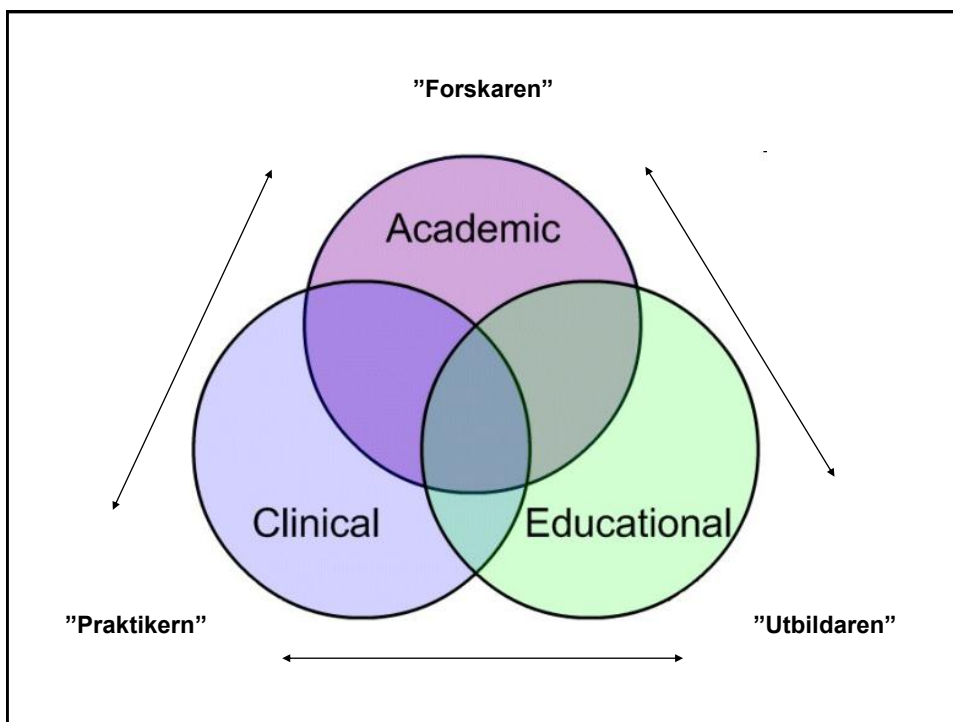 ”Forskaren”
Academic
Clinical
Educational
”Praktikern”
”Utbildaren”